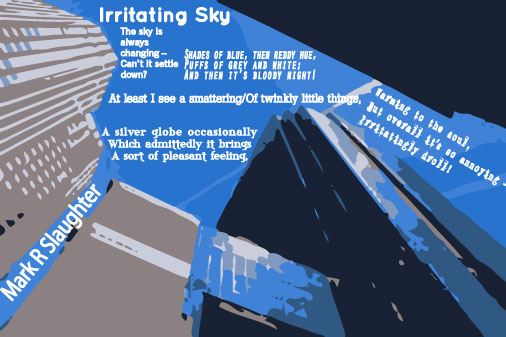 Irritating Sky
The sky is
always
changing –
Can't it settle
down?
Shades of blue, then reddy hue,
Puffs of grey and white;
And then it's bloody night!
At least I see a smattering/Of twinkly little things,
A silver globe occasionally
Which admittedly it brings
A sort of pleasant feeling,
Warming to the soul,
But overall it's so annoying –
Irritatingly droll!
Mark R Slaughter